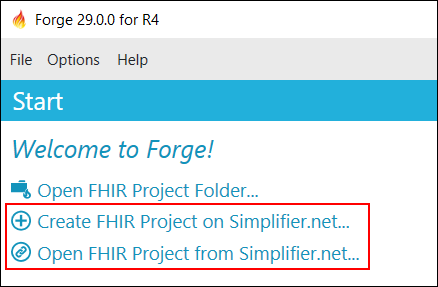 Forge 29.0.0 for R4
File Options Help
Start
Welcome to Forge!
Open FHIR Project Folder...
Create FHIR Project on Simplifier.net...
Open FHIR Project from Simplifier.net...